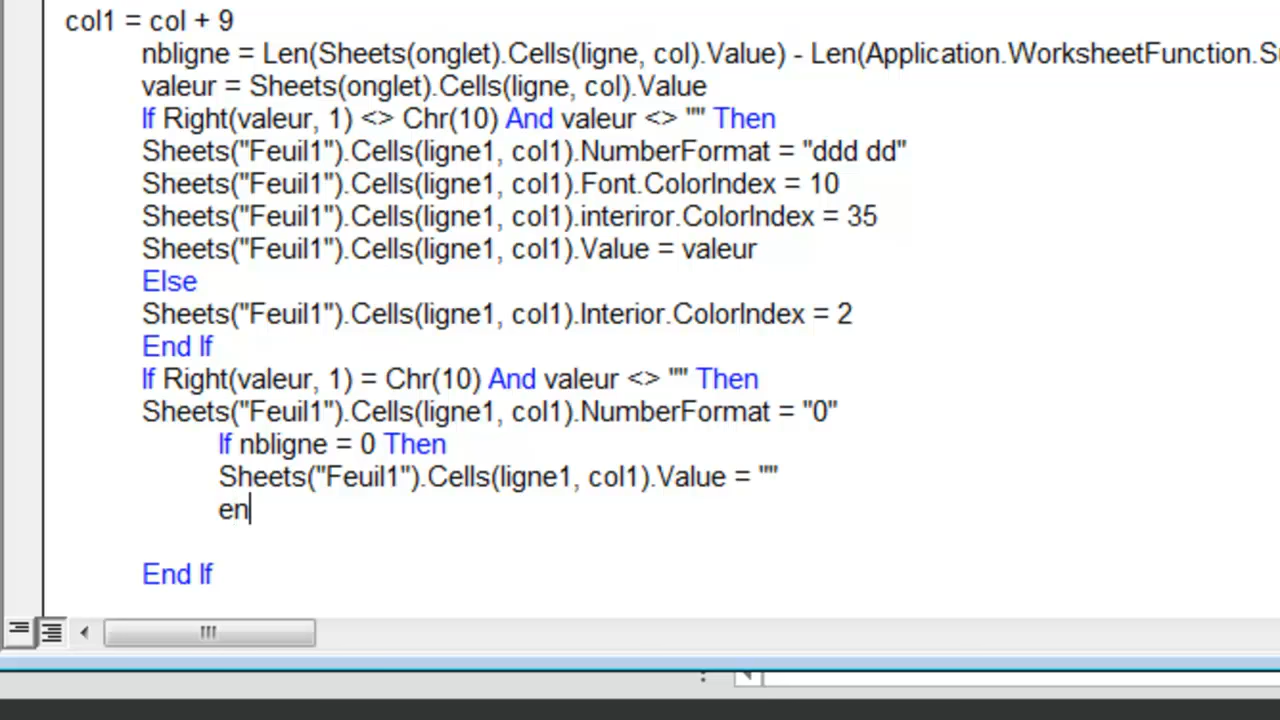 col1 = col + 9
nbligne = Len(Sheets(onglet).Cells(ligne, col).Value) - Len(Application.WorksheetFunction.S
valeur = Sheets(onglet).Cells(ligne, col).Value
If Right(valeur, 1) <> Chr(10) And valeur <> "" Then
Sheets("Feuil1").Cells(ligne1, col1).NumberFormat = "ddd dd"
Sheets("Feuil1").Cells(ligne1, col1).Font.ColorIndex = 10
Sheets("Feuil1").Cells(ligne1, col1).interiror.ColorIndex = 35
Sheets("Feuil1").Cells(ligne1, col1).Value = valeur
Else
Sheets("Feuil1").Cells(ligne1, col1).Interior.ColorIndex = 2
End If
If Right(valeur, 1) = Chr(10) And valeur <> "" Then
Sheets("Feuil1").Cells(ligne1, col1).NumberFormat = "0"
If nbligne = 0 Then
Sheets("Feuil1").Cells(ligne1, col1).Value = ""
en
End If